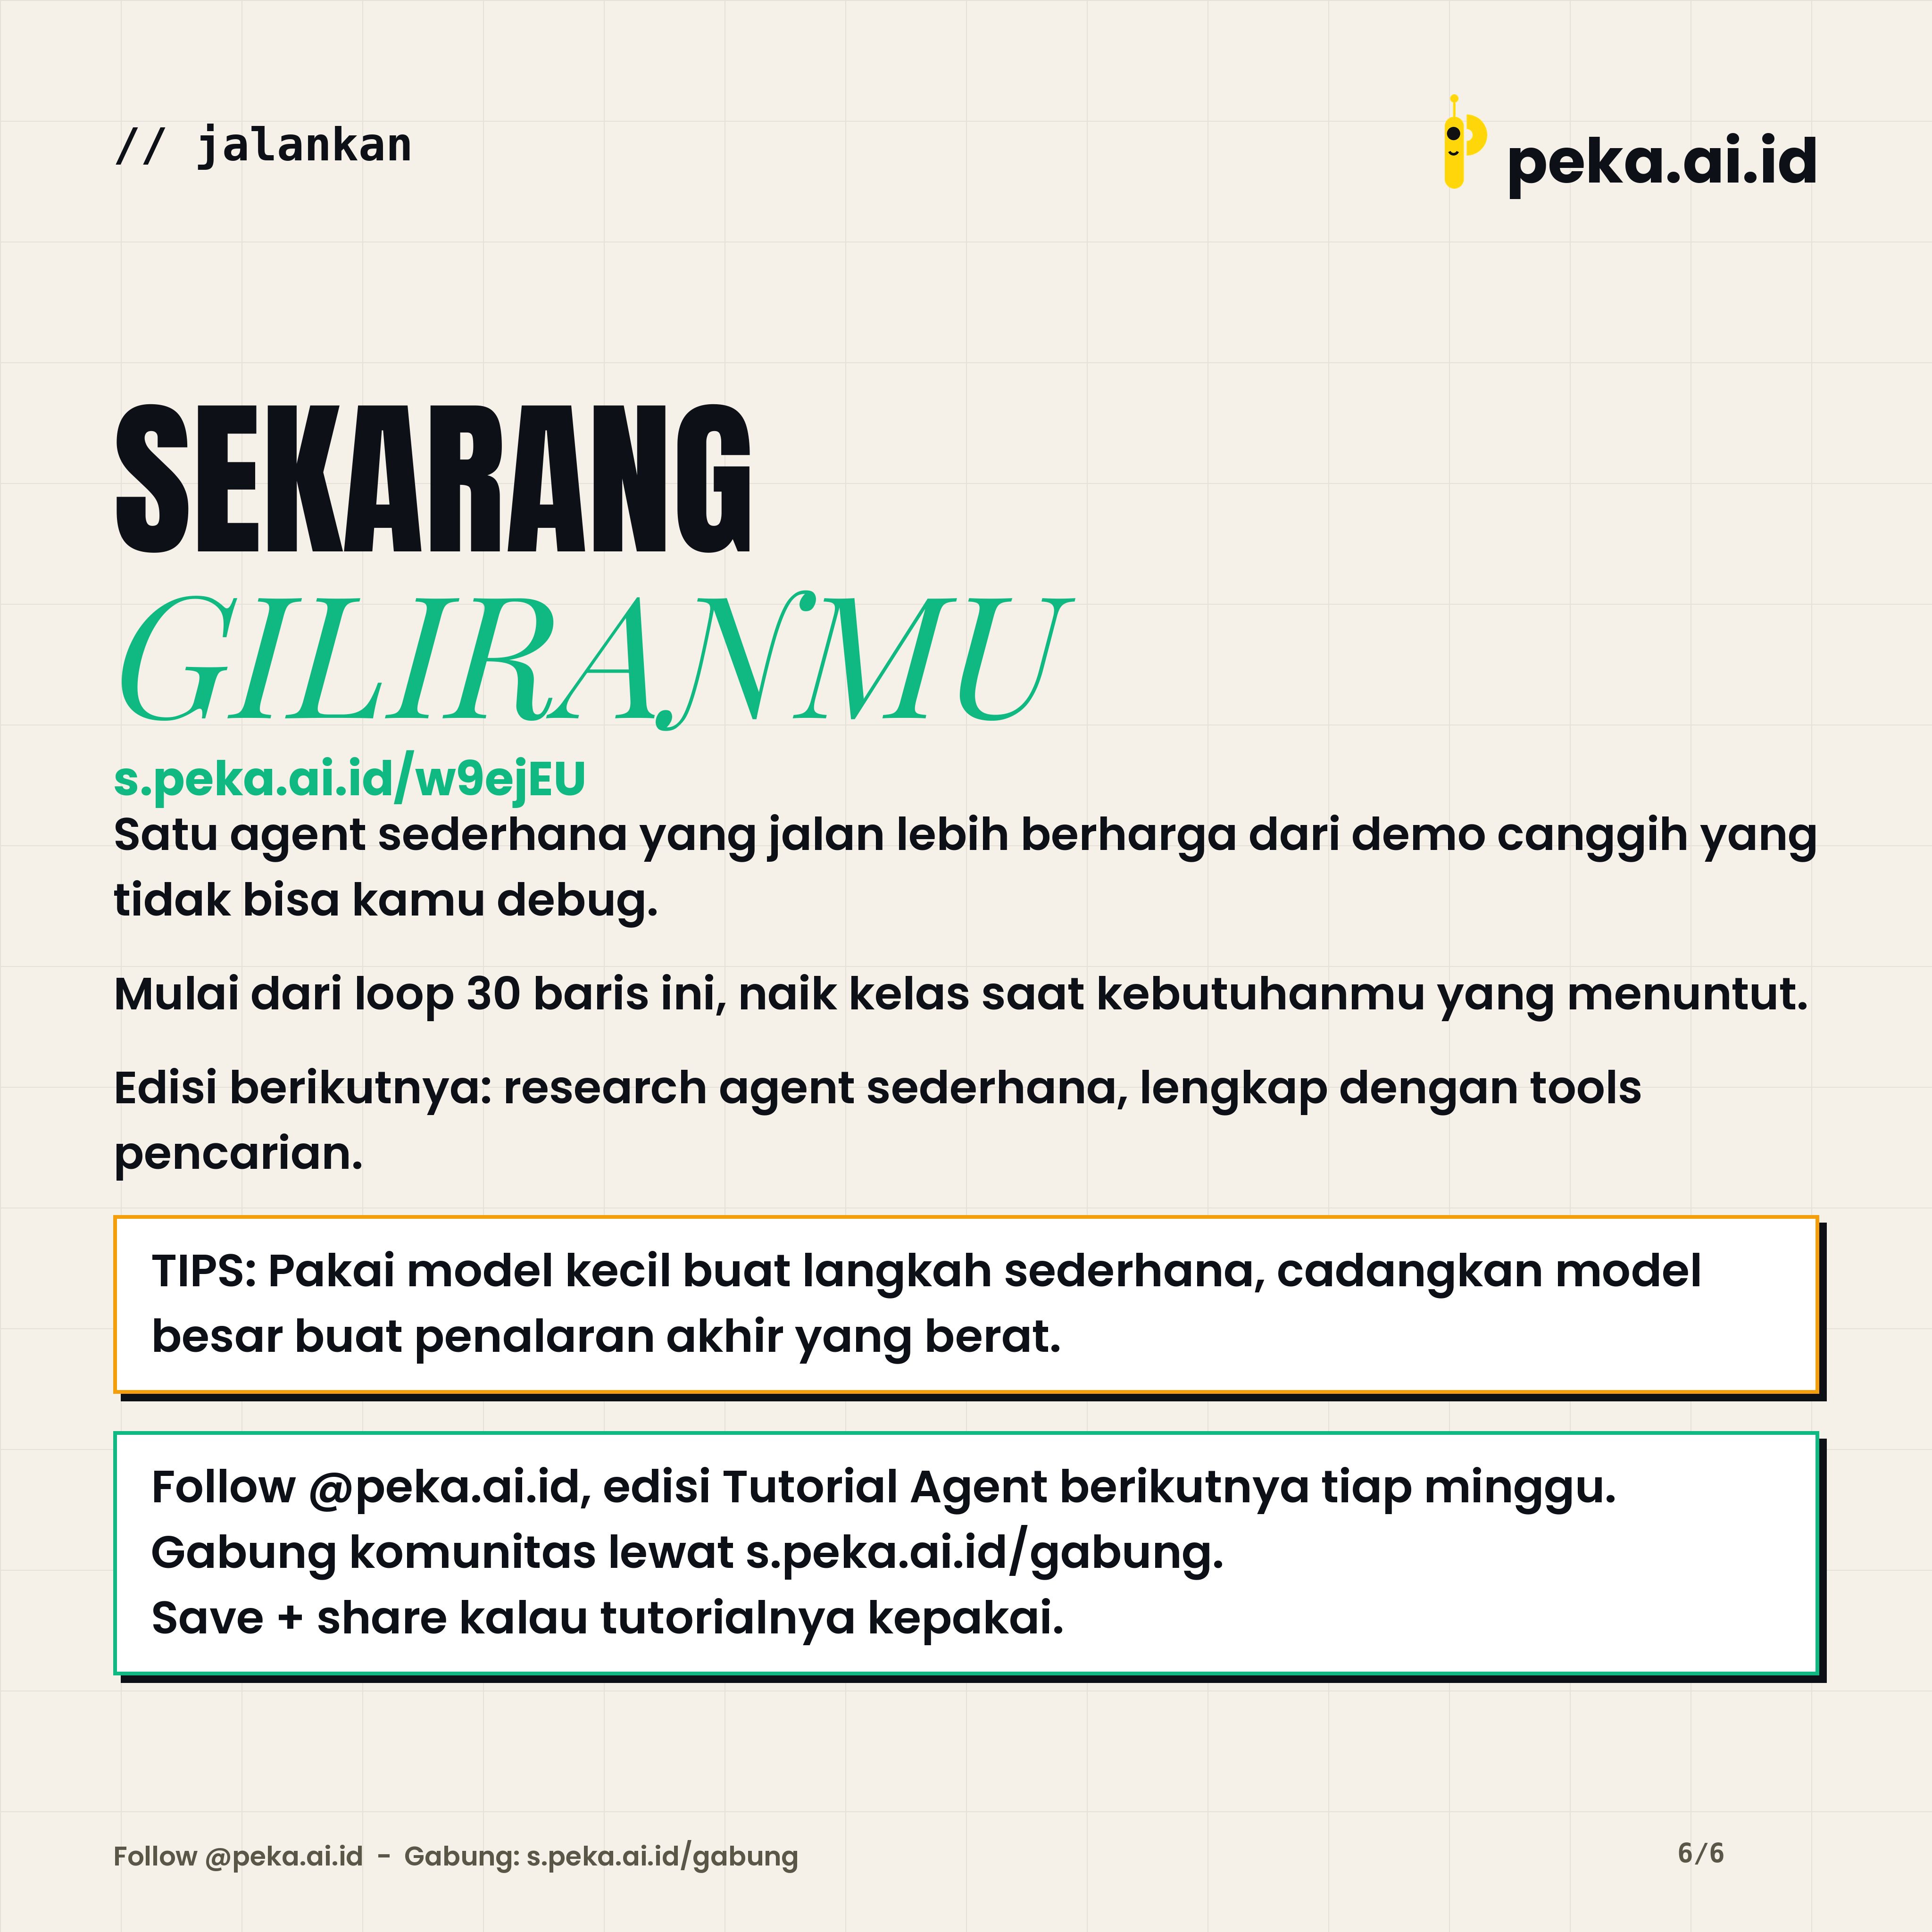 // jalankan
peka.ai.id
SEKARANG
GILIRANMU
s.peka.ai.id/w9ejEU
Satu agent sederhana yang jalan lebih berharga dari demo canggih yang
tidak bisa kamu debug.
Mulai dari loop 30 baris ini, naik kelas saat kebutuhanmu yang menuntut.
Edisi berikutnya: research agent sederhana, lengkap dengan tools
pencarian.
TIPS: Pakai model kecil buat langkah sederhana, cadangkan model
besar buat penalaran akhir yang berat.
Follow @peka.ai.id, edisi Tutorial Agent berikutnya tiap minggu.
Gabung komunitas lewat s.peka.ai.id/gabung.
Save + share kalau tutorialnya kepakai.
Follow @peka.ai.id - Gabung: s.peka.ai.id/gabung
6/6